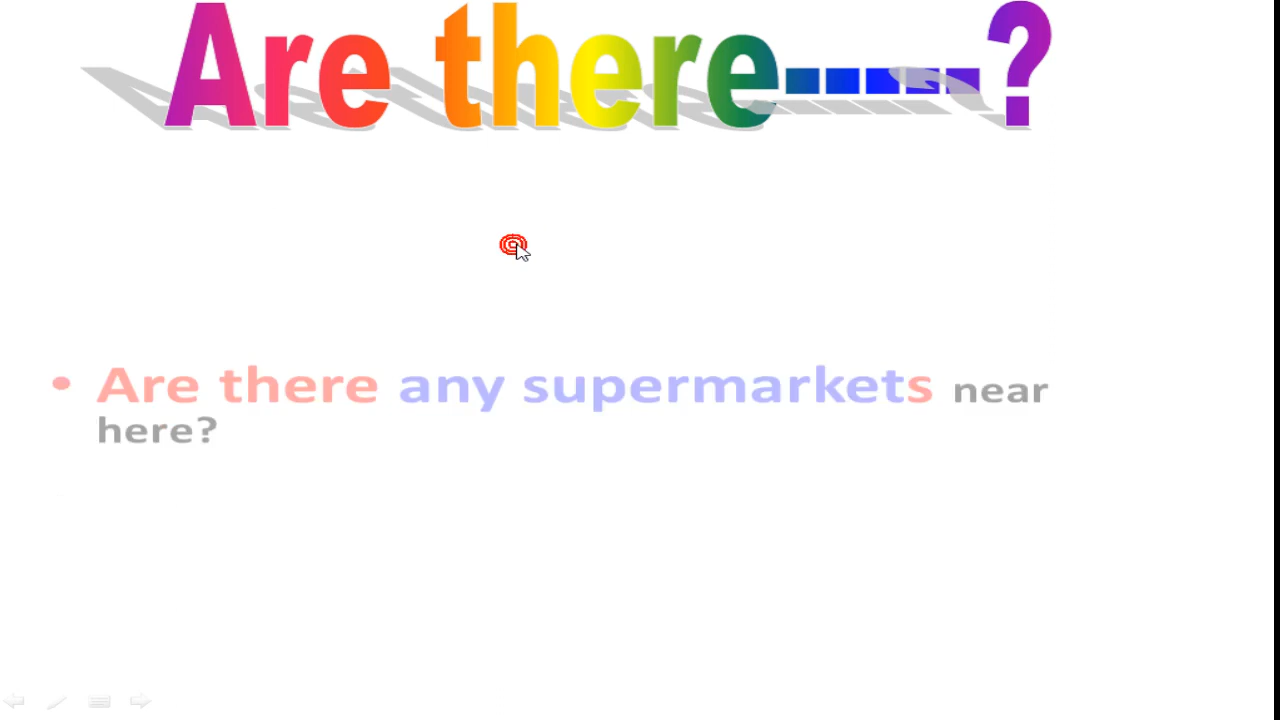 Are there-----?
• Are there any supermarkets near
here?